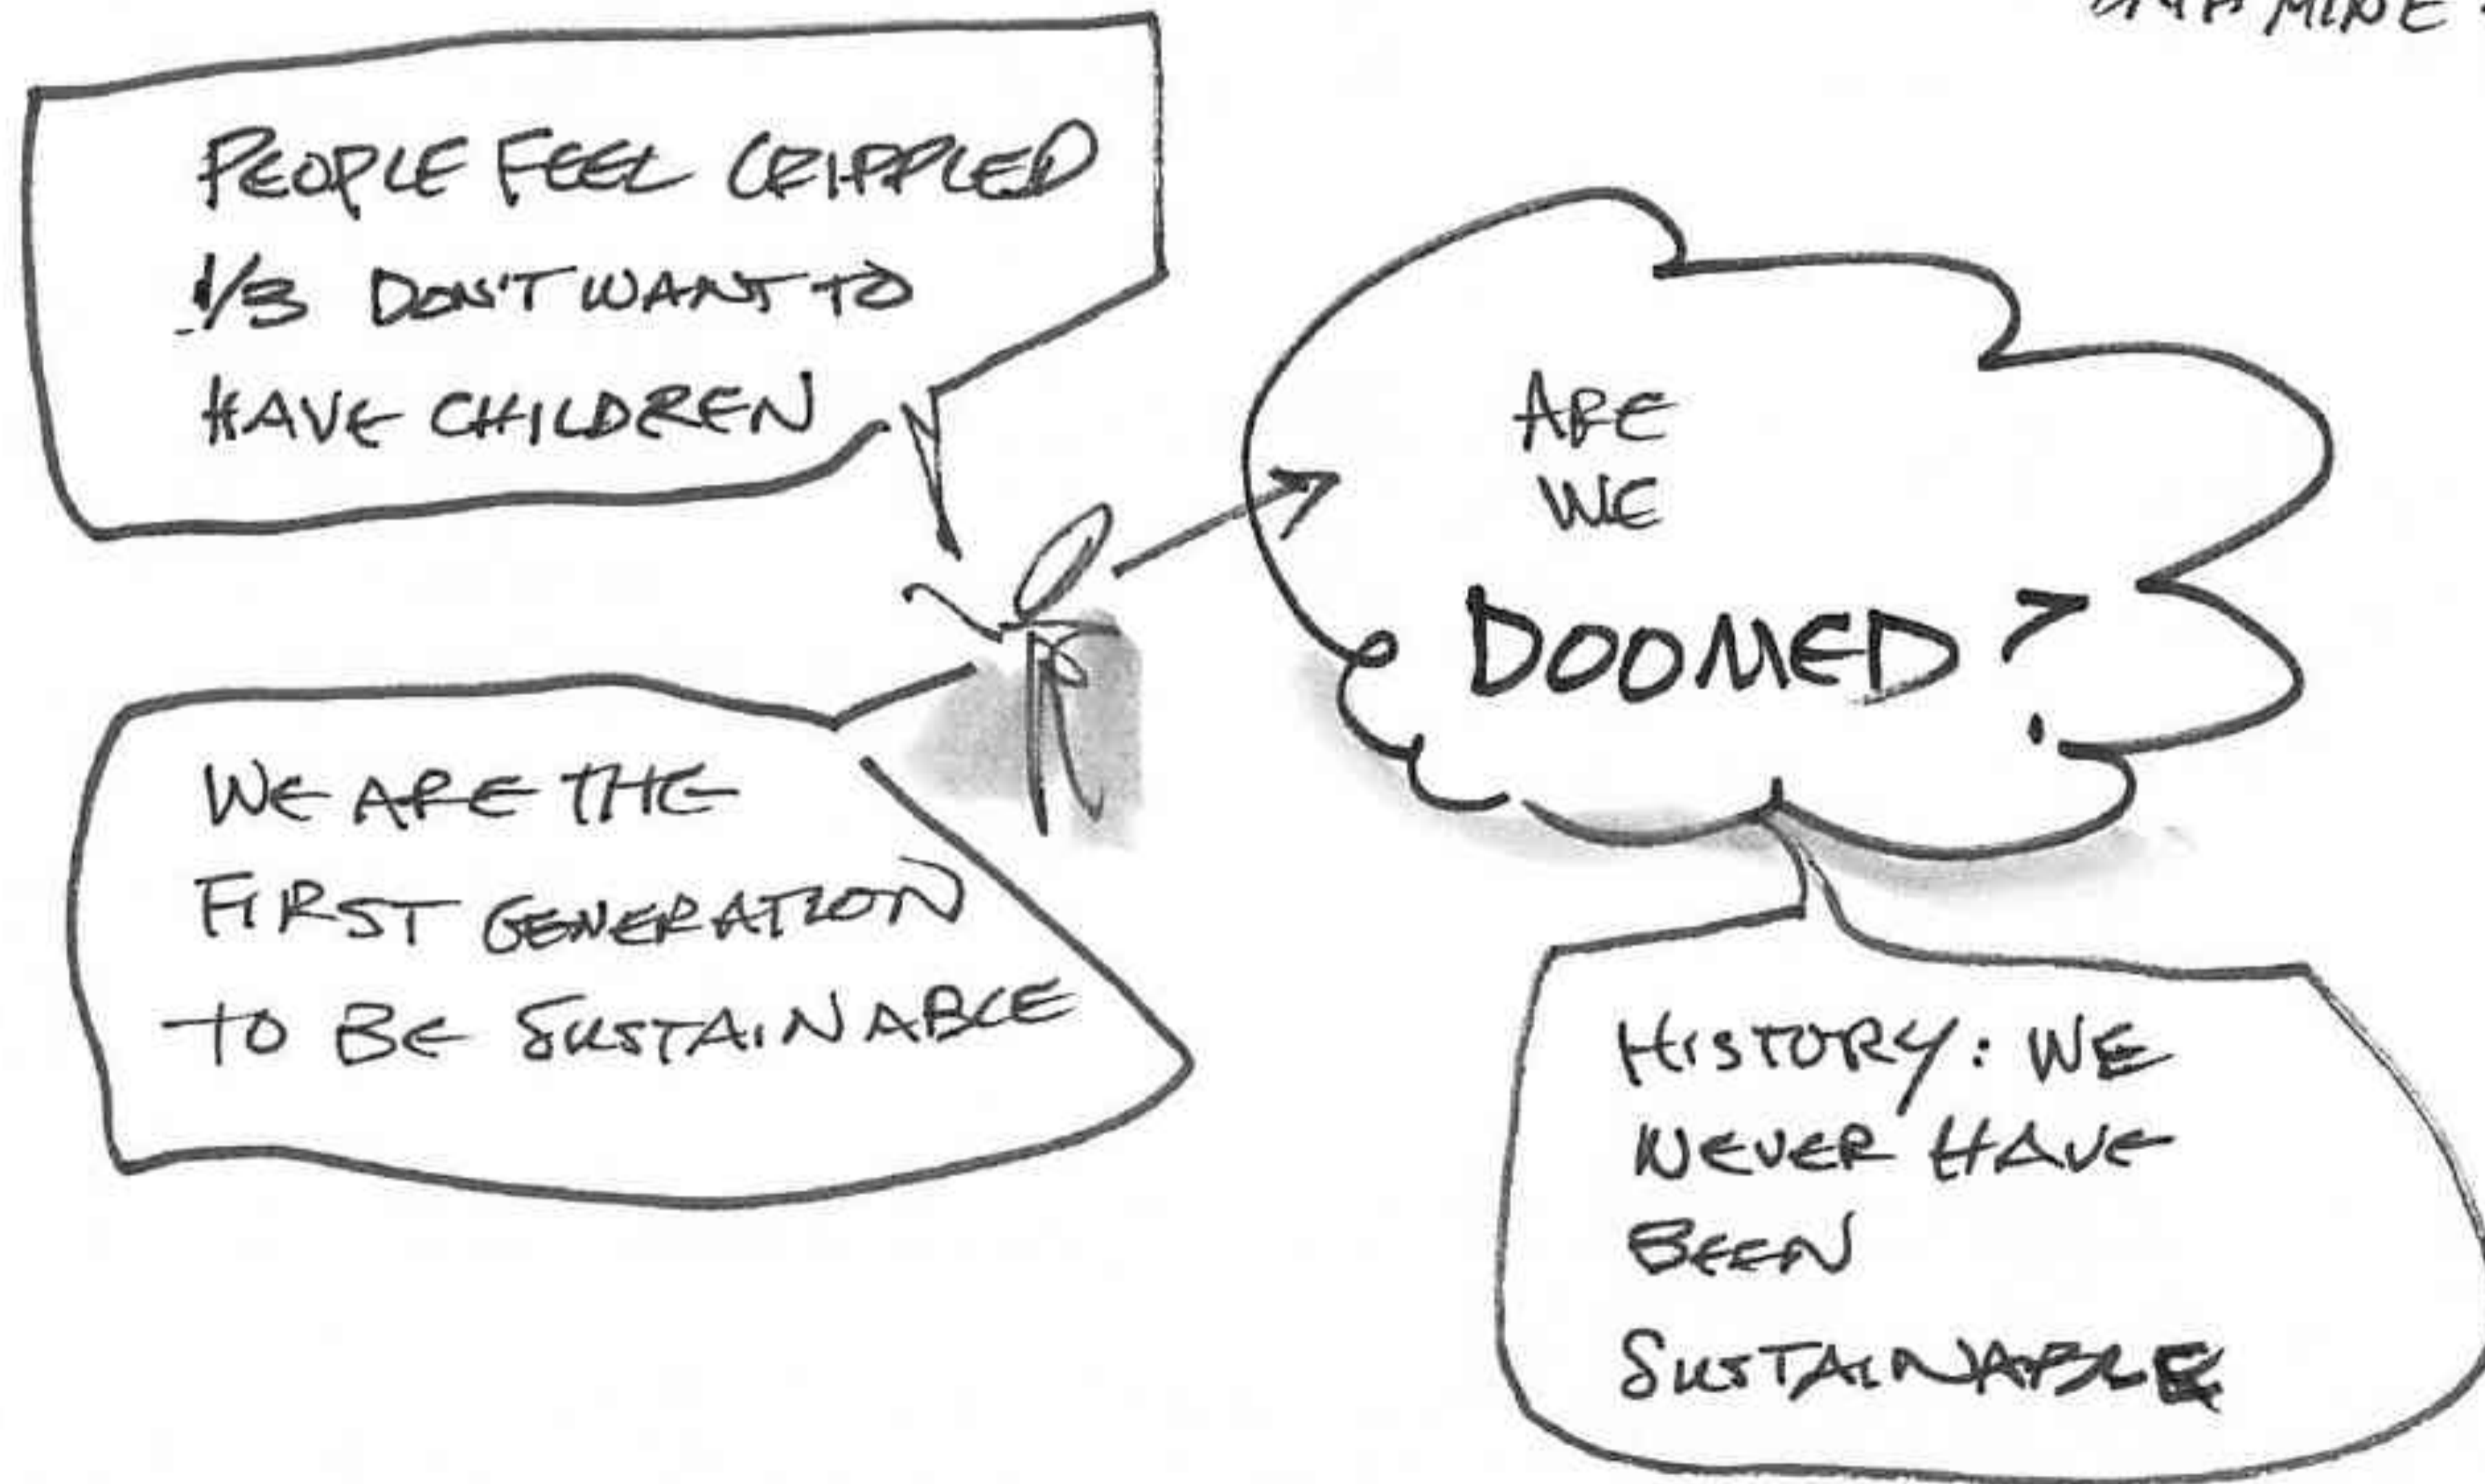 MINE
PEOPLE FEEL CRIPPLED
1/3 DON'T WANT TO
HAVE CHILDREN
ARE
WE
DOOMED?
WE ARE THE
FIRST GENERATION
TO BE SUSTAINABLE
HISTORY: WE
NEVER HAVE
BEEN
SUSTAINABLE